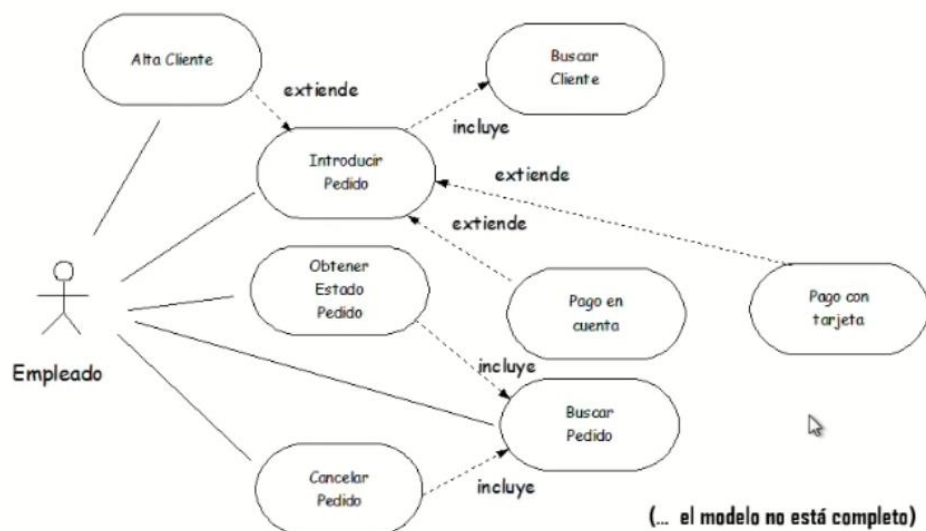 Alta Cliente
Buscar
Cliente
extiende
incluye
Introducir
Pedido
extiende
extiende
Obtener
Estado
Pedido
Pago en
cuenta
Pago con
tarjeta
Empleado
incluye
Buscar
Pedido
Cancelar
Pedido
incluye
(... el modelo no está completo)